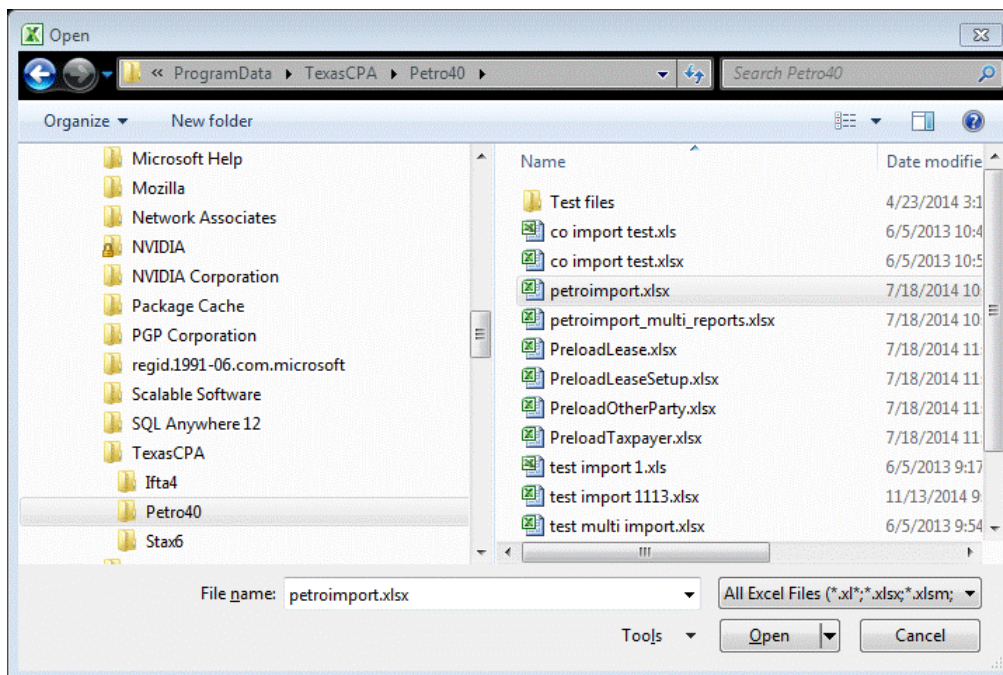 Open
« ProgramData ▸ TexasCPA ▸ Petro40 ▸
Search Petro40
Organize New folder
Microsoft Help
Mozilla
Network Associates
NVIDIA
NVIDIA Corporation
Package Cache
PGP Corporation
regid.1991-06.com.microsoft
Scalable Software
SQL Anywhere 12
TexasCPA
Ifta4
Petro40
Stax6
Name Date modifie
Test files 4/23/2014 3:1
co import test.xls 6/5/2013 10:4
co import test.xlsx 6/5/2013 10:5
petroimport.xlsx 7/18/2014 10:
petroimport_multi_reports.xlsx 7/18/2014 10:
PreloadLease.xlsx 7/18/2014 11:
PreloadLeaseSetup.xlsx 7/18/2014 11:
PreloadOtherParty.xlsx 7/18/2014 11:
PreloadTaxpayer.xlsx 7/18/2014 11:
test import 1.xls 6/5/2013 9:17
test import 1113.xlsx 11/13/2014 9:
test multi import.xlsx 6/5/2013 9:54
File name: petroimport.xlsx All Excel Files (*.xl*;*.xlsx;*.xlsm;
Tools Open Cancel